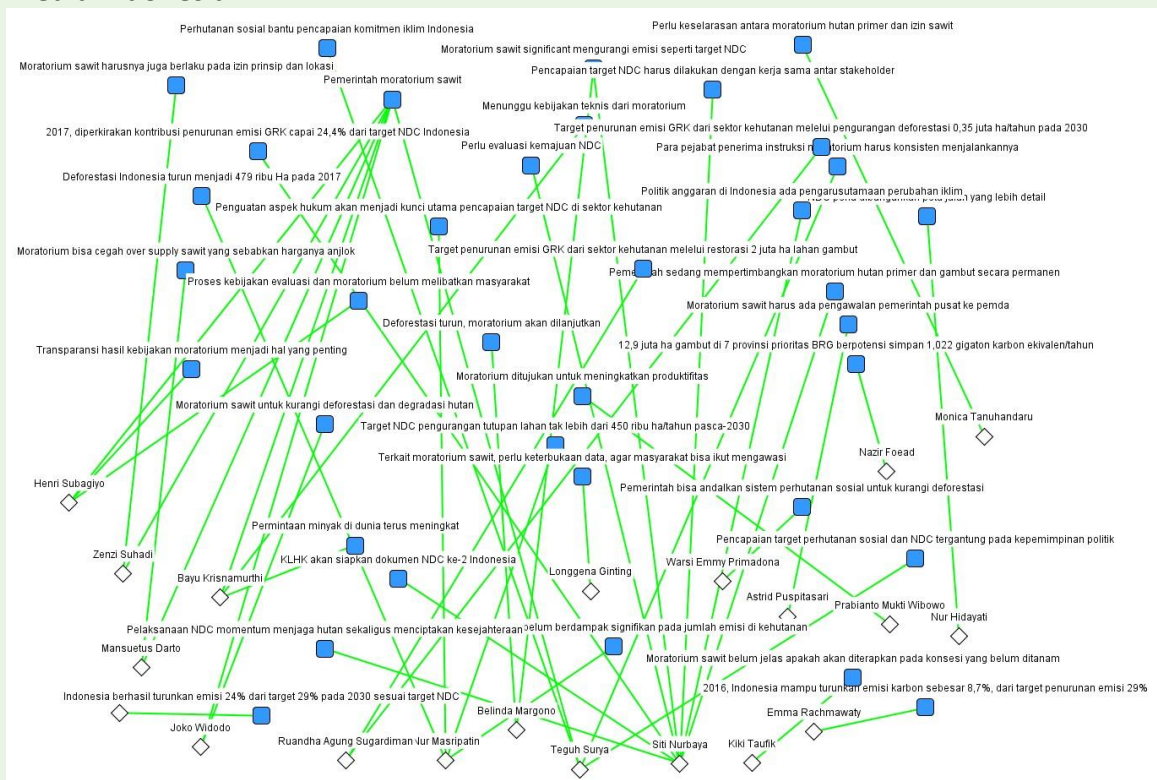 Perhutanan sosial bantu pencapaian komitmen iklim Indonesia
Perlu keselarasan antara moratorium hutan primer dan izin sawit
Moratorium sawit significant mengurangi emisi seperti target NDC
Moratorium sawit harusnya juga berlaku pada izin prinsip dan lokasi
Pencapaian target NDC harus dilakukan dengan kerja sama antar stakeholder
Pemerintah moratorium sawit
Menunggu kebijakan teknis dari moratorium
2017, diperkirakan kontribusi penurunan emisi GRK capai 24,4% dari target NDC Indonesia
Target penurunan emisi GRK dari sektor kehutanan melelui pengurangan deforestasi 0,35 juta ha/tahun pada 2030
Perlu evaluasi kemajuan NDC
Para pejabat penerima instruksi moratorium harus konsisten menjalankannya
Deforestasi Indonesia turun menjadi 479 ribu Ha pada 2017
Politik anggaran di Indonesia ada pengarusutamaan perubahan iklim
yang lebih detail
Penguatan aspek hukum akan menjadi kunci utama pencapaian target NDC di sektor kehutanan
Moratorium bisa cegah over supply sawit yang sebabkan harganya anjlok
Target penurunan emisi GRK dari sektor kehutanan melelui restorasi 2 juta ha lahan gambut
Pemerintah sedang mempertimbangkan moratorium hutan primer dan gambut secara permanen
Proses kebijakan evaluasi dan moratorium belum melibatkan masyarakat
Moratorium sawit harus ada pengawalan pemerintah pusat ke pemda
Deforestasi turun, moratorium akan dilanjutkan
12,9 juta ha gambut di 7 provinsi prioritas BRG berpotensi simpan 1,022 gigaton karbon ekivalen/tahun
Transparansi hasil kebijakan moratorium menjadi hal yang penting
Moratorium ditujukan untuk meningkatkan produktifitas
Moratorium sawit untuk kurangi deforestasi dan degradasi hutan
Monica Tanuhandaru
Target NDC pengurangan tutupan lahan tak lebih dari 450 ribu ha/tahun pasca-2030
Nazir Foead
Terkait moratorium sawit, perlu keterbukaan data, agar masyarakat bisa ikut mengawasi
Henri Subagiyo
Pemerintah bisa andalkan sistem perhutanan sosial untuk kurangi deforestasi
Permintaan minyak di dunia terus meningkat
Pencapaian target perhutanan sosial dan NDC tergantung pada kepemimpinan politik
Zenzi Suhadi
KLHK akan siapkan dokumen NDC ke-2 Indonesia
Longgena Ginting
Warsi Emmy Primadona
Bayu Krisnamurthi
Astrid Puspitasari
Prabianto Mukti Wibowo
Nur Hidayati
Pelaksanaan NDC momentum menjaga hutan sekaligus menciptakan kesejahteraan
belum berdampak signifikan pada jumlah emisi di kehutanan
Mansuetus Darto
Moratorium sawit belum jelas apakah akan diterapkan pada konsesi yang belum ditanam
Indonesia berhasil turunkan emisi 24% dari target 29% pada 2030 sesuai target NDC
2016, Indonesia mampu turunkan emisi karbon sebesar 8,7%, dari target penurunan emisi 29%
Belinda Margono
Emma Rachmawaty
Joko Widodo
Ruandha Agung Sugardiman
Nur Masripatin
Teguh Surya
Siti Nurbaya
Kiki Taufik